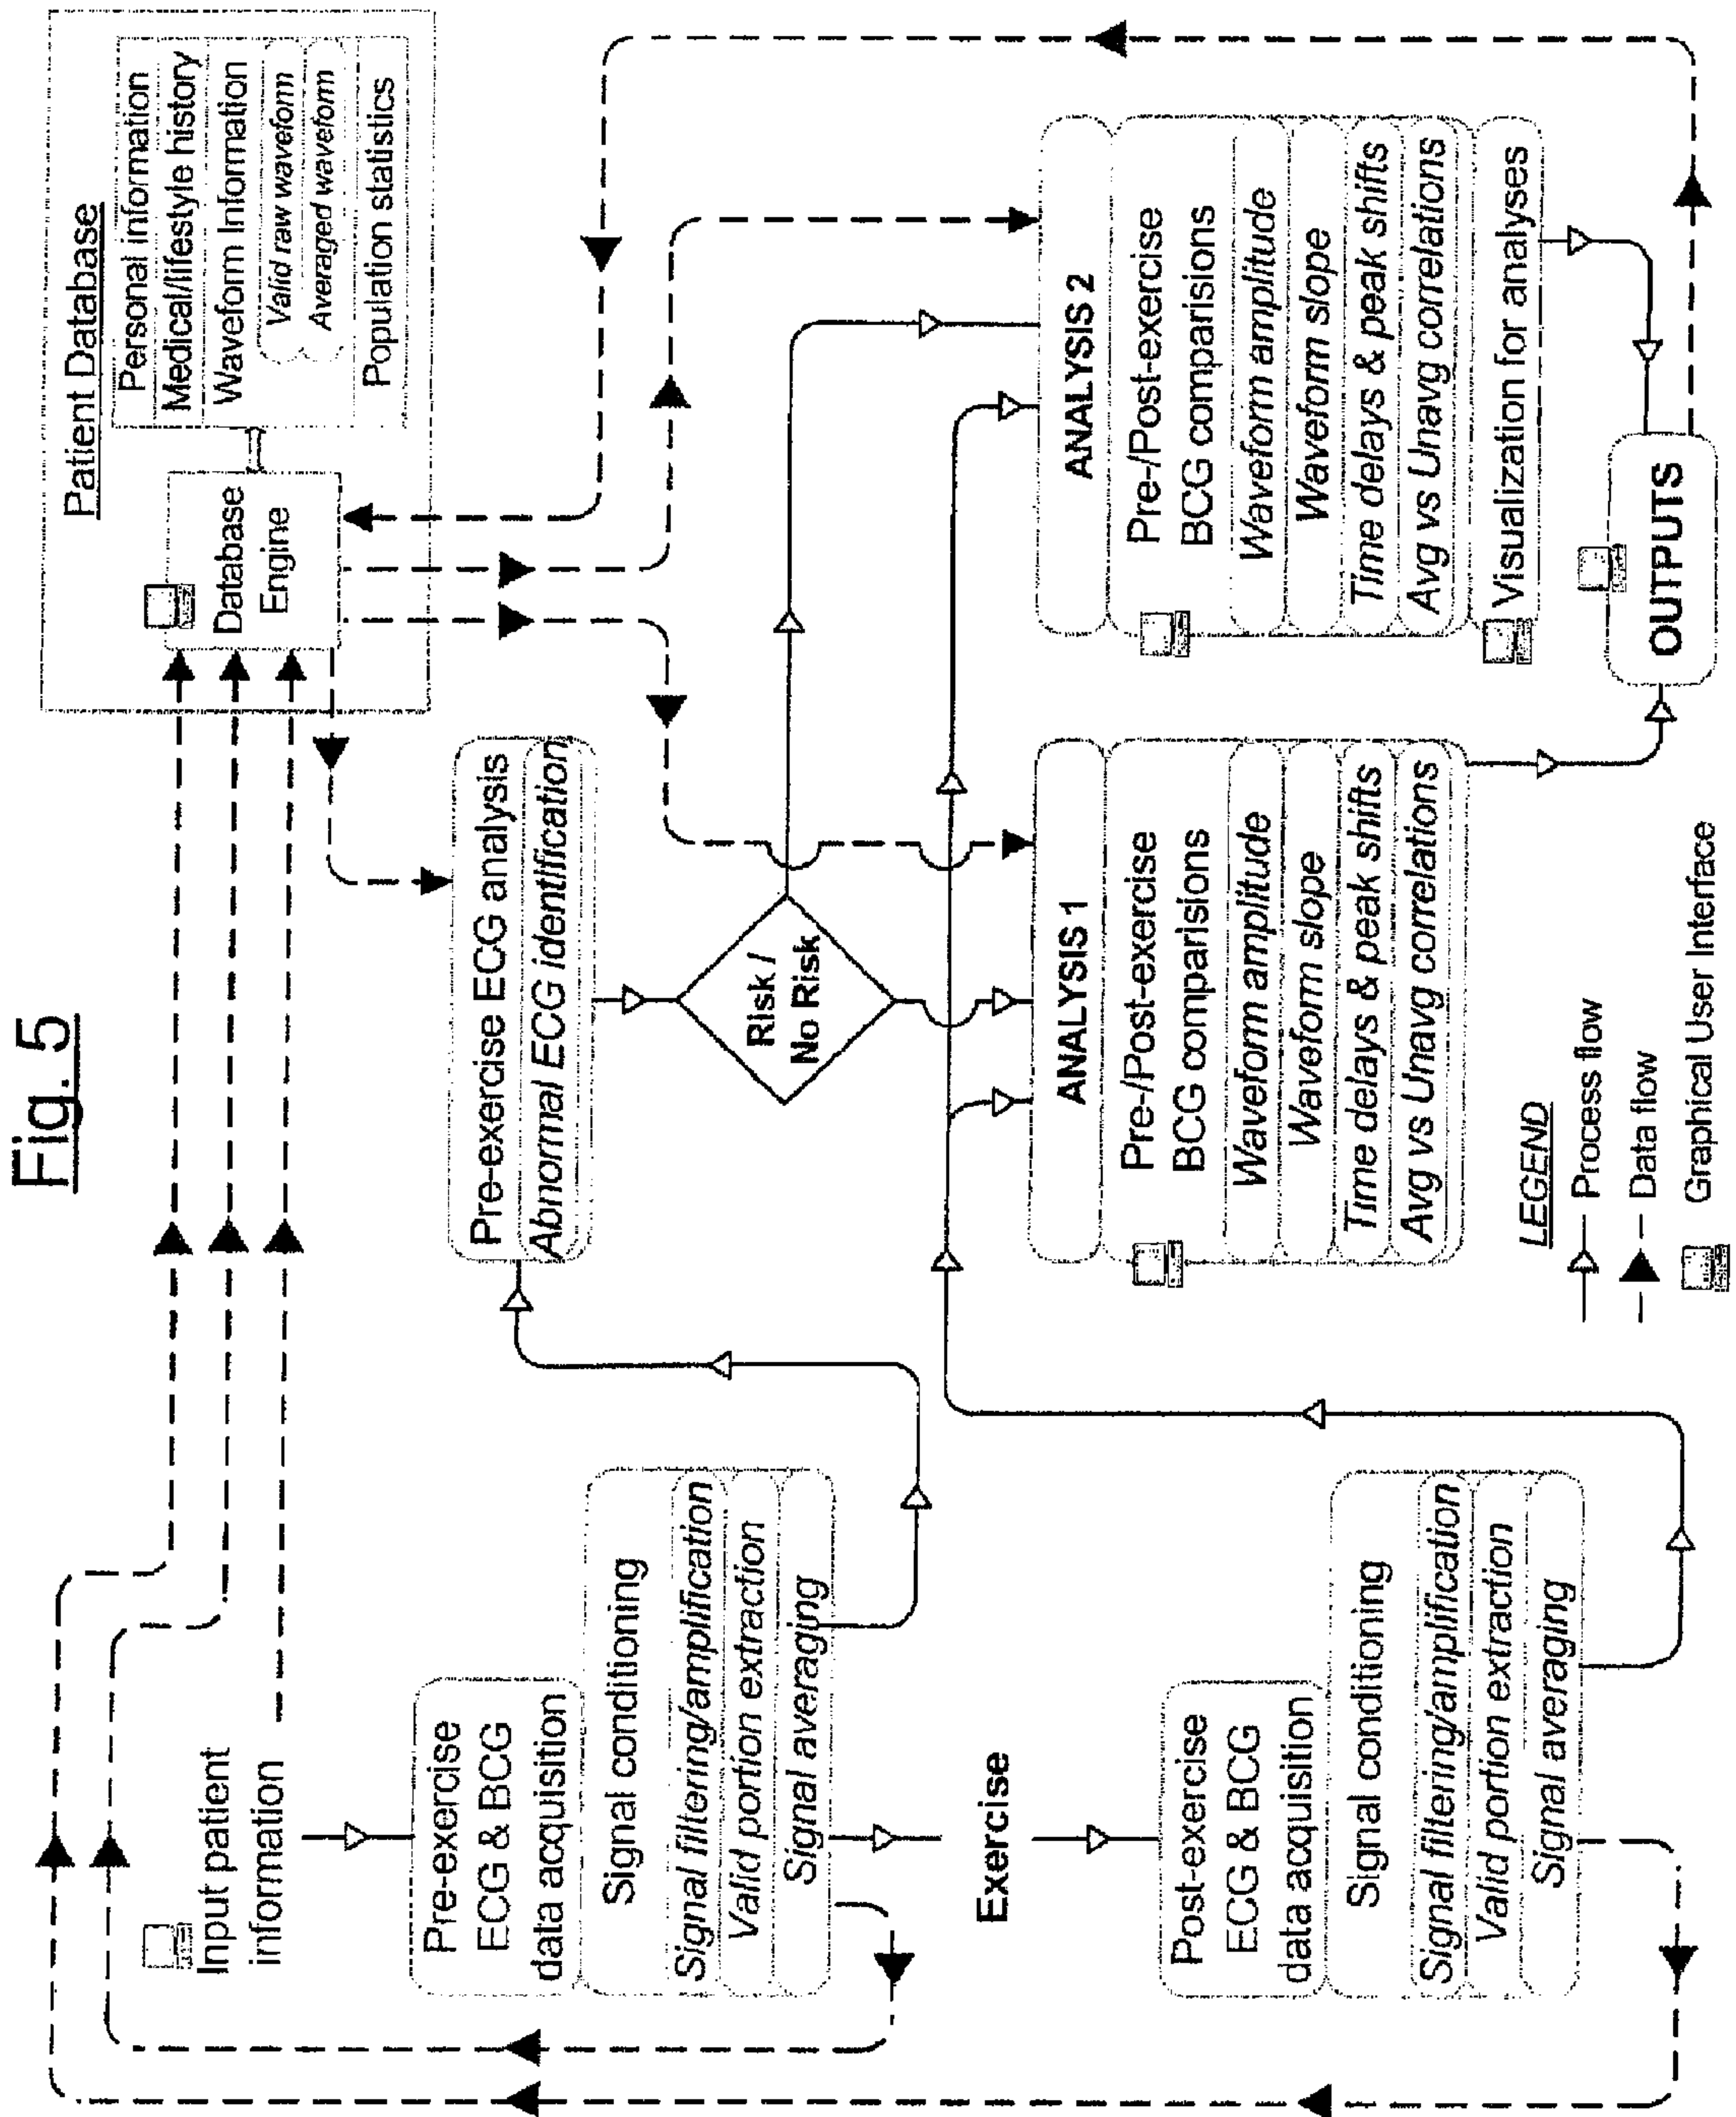 Fig. 5
Input patient
information
Pre-exercise
ECG & BCG
data acquisition
Signal conditioning
Signal filtering/amplification
Valid portion extraction
Signal averaging
Exercise
Post-exercise
ECG & BCG
data acquisition
Signal conditioning
Signal filtering/amplification
Valid portion extraction
Signal averaging
Pre-exercise ECG analysis
Abnormal ECG identification
Risk /
No Risk
ANALYSIS 1
Pre-/Post-exercise
BCG comparisions
Waveform amplitude
Waveform slope
Time delays & peak shifts
Avg vs Unavg correlations
LEGEND
Process flow
Data flow
Graphical User Interface
Patient Database
Database
Engine
Personal information
Medical/lifestyle history
Waveform Information
Valid raw waveform
Averaged waveform
Population statistics
ANALYSIS 2
Pre-/Post-exercise
BCG comparisions
Waveform amplitude
Waveform slope
Time delays & peak shifts
Avg vs Unavg correlations
Visualization for analyses
OUTPUTS